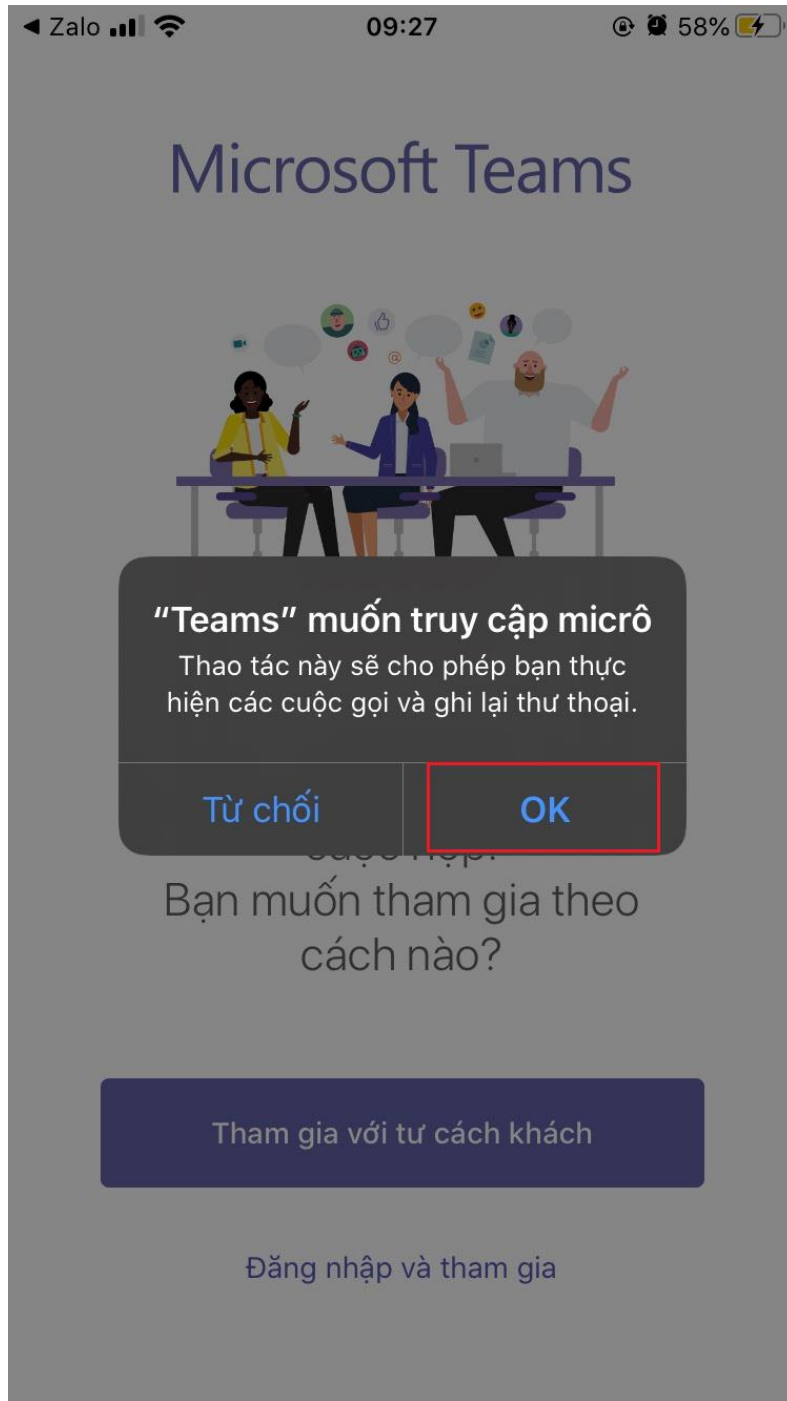 ◀ Zalo 09:27 58%
Microsoft Teams
@
“Teams” muốn truy cập micrô
Thao tác này sẽ cho phép bạn thực
hiện các cuộc gọi và ghi lại thư thoại.
Từ chối OK
cuộc họp.
Bạn muốn tham gia theo
cách nào?
Tham gia với tư cách khách
Đăng nhập và tham gia